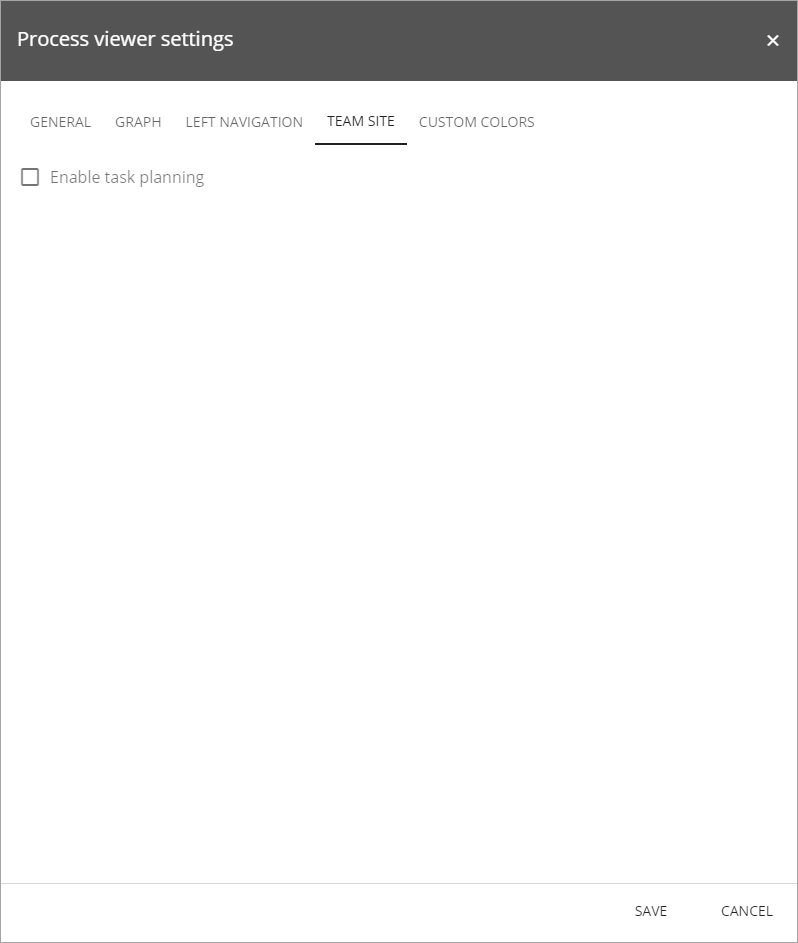 Process viewer settings
GENERAL GRAPH LEFT NAVIGATION TEAM SITE CUSTOM COLORS
Enable task planning
SAVE CANCEL